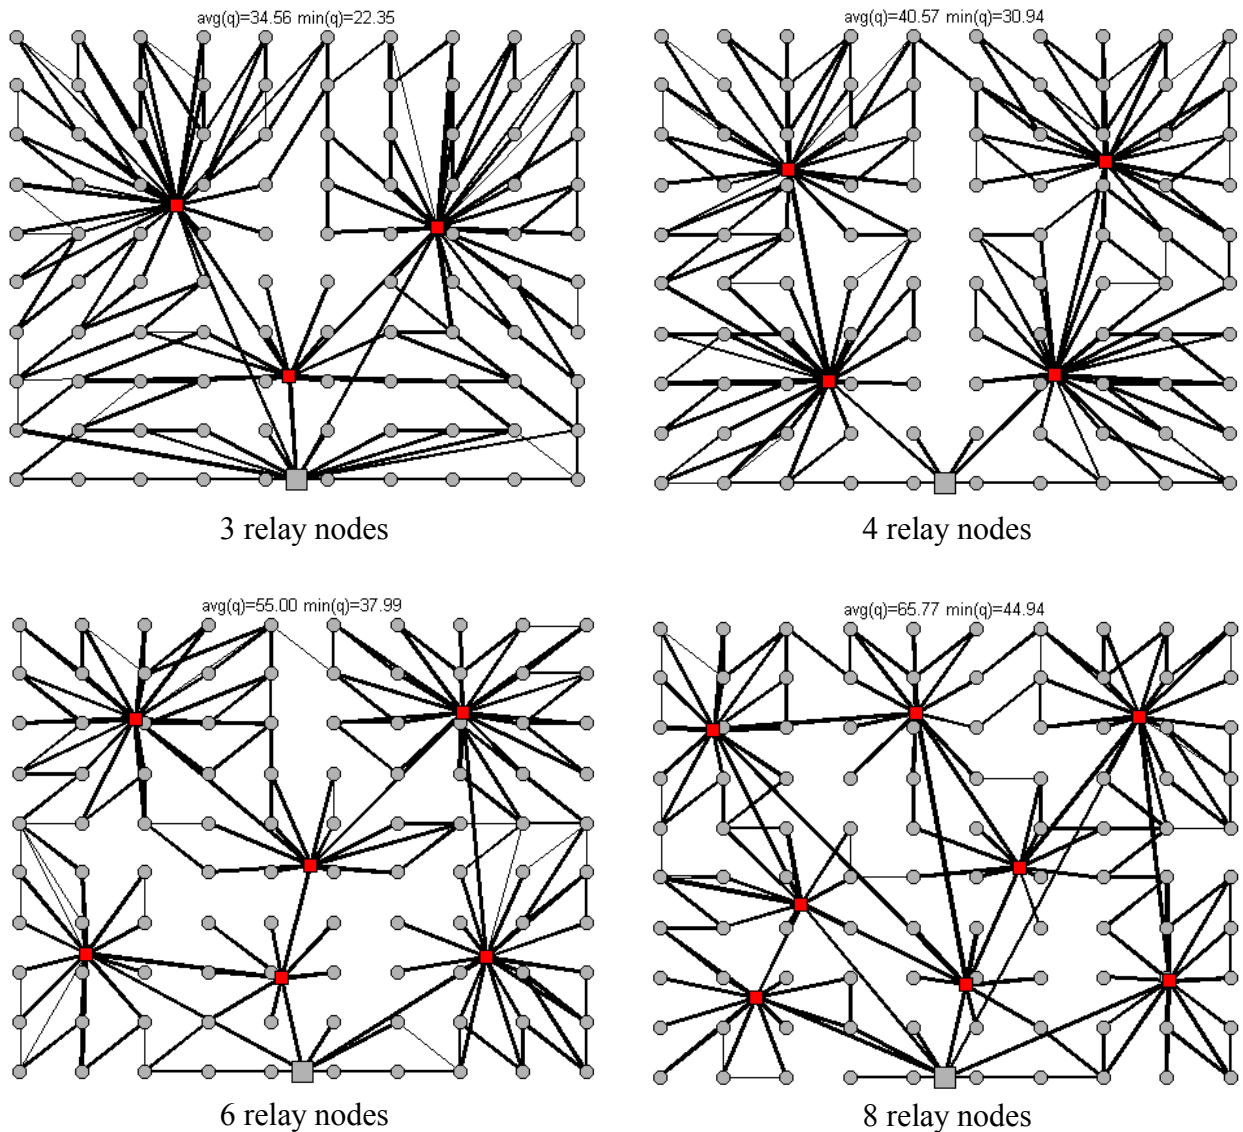 avg(q)=34.56 min(q)=22.35
avg(q)=40.57 min(q)=30.94
3 relay nodes
4 relay nodes
avg(q)=55.00 min(q)=37.99
avg(q)=65.77 min(q)=44.94
6 relay nodes
8 relay nodes